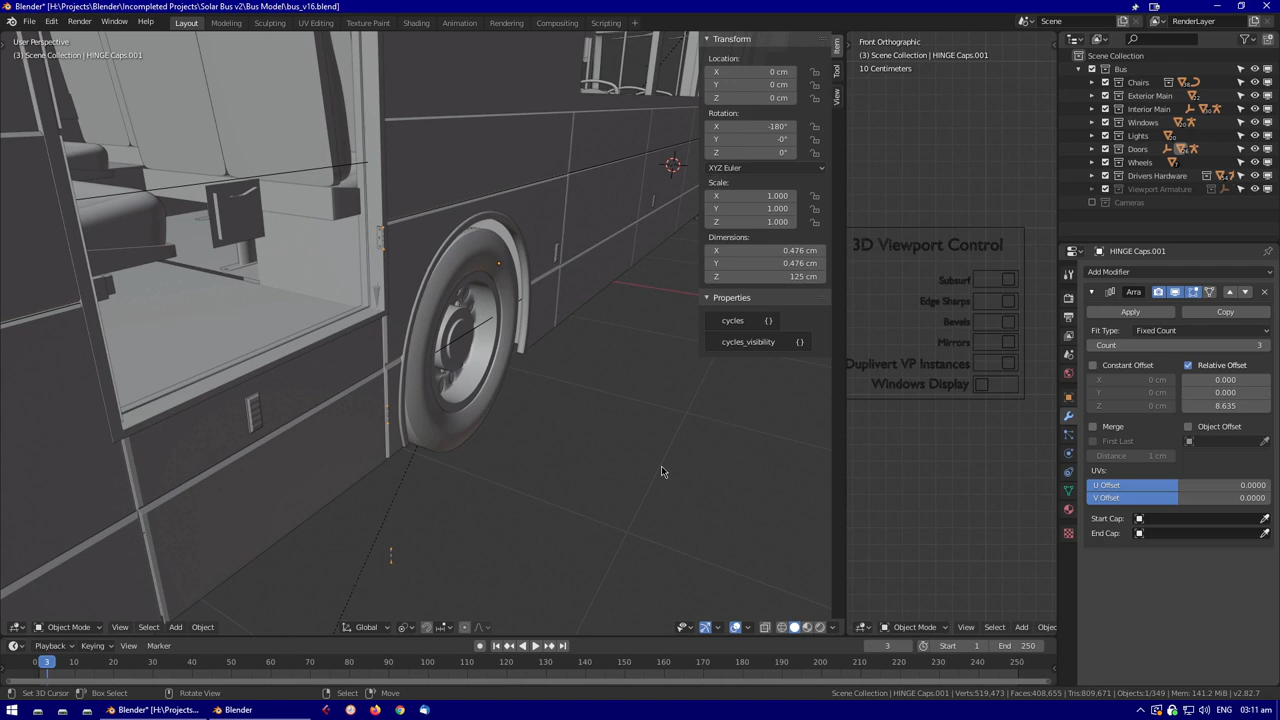 Blender* [H:\Projects\Blender\Incompleted Projects\Solar Bus v2\Bus Model\bus_v16.blend]
File Edit Render Window Help
Layout Modeling Sculpting UV Editing Texture Paint Shading Animation Rendering Compositing Scripting
Scene
RenderLayer
User Perspective
(3) Scene Collection | HINGE Caps.001
Transform
Location:
X 0 cm
Y 0 cm
Z 0 cm
Rotation:
X -180°
Y -0°
Z 0°
XYZ Euler
Scale:
X 1.000
Y 1.000
Z 1.000
Dimensions:
X 0.476 cm
Y 0.476 cm
Z 125 cm
Properties
cycles {}
cycles_visibility {}
Item
Tool
View
Front Orthographic
(3) Scene Collection | HINGE Caps.001
10 Centimeters
3D Viewport Control
Subsurf
Edge Sharps
Bevels
Mirrors
Duplivert VP Instances
Windows Display
Scene Collection
Bus
Chairs
Exterior Main
Interior Main
Windows
Lights
Doors
Wheels
Drivers Hardware
Viewport Armature
Cameras
HINGE Caps.001
Add Modifier
Arra
Apply Copy
Fit Type: Fixed Count
Count 3
Constant Offset Relative Offset
X 0 cm 0.000
Y 0 cm 0.000
Z 0 cm 8.635
Merge Object Offset
First Last
Distance 1 cm
UVs:
U Offset 0.0000
V Offset 0.0000
Start Cap:
End Cap:
Object Mode View Select Add Object Global
Object Mode View Select Add Objec
Playback Keying View Marker
3 Start 1 End 250
0 3 10 20 30 40 50 60 70 80 90 100 110 120 130 140 150 160 170 180 190 200 210 220 230 240 250
Set 3D Cursor Box Select Rotate View Select Move
Scene Collection | HINGE Caps.001 | Verts:519,473 | Faces:408,655 | Tris:809,671 | Objects:1/349 | Mem: 141.2 MiB | v2.82.7
Blender* [H:\Projects... Blender
ENG 03:11 am